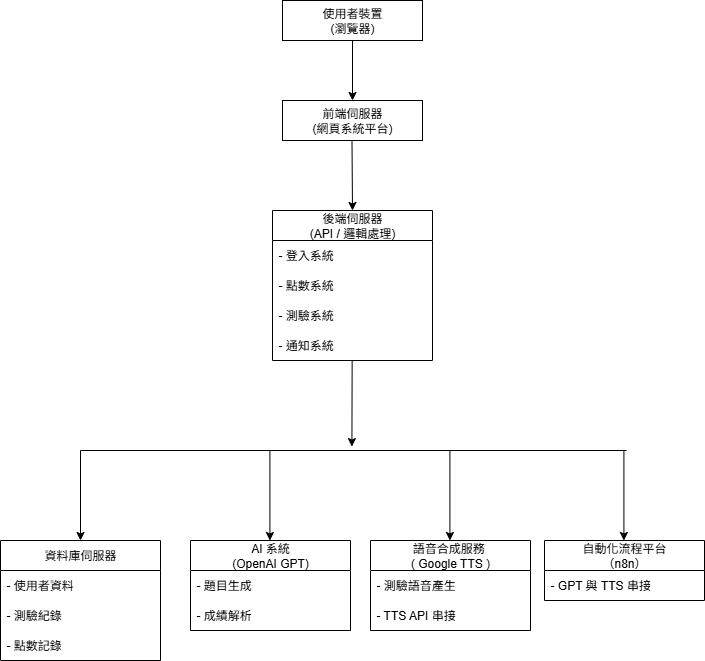 使用者裝置
(瀏覽器)
前端伺服器
(網頁系統平台)
後端伺服器
(API / 邏輯處理)
- 登入系統
- 點數系統
- 測驗系統
- 通知系統
資料庫伺服器
- 使用者資料
- 測驗紀錄
- 點數記錄
AI 系統
(OpenAI GPT)
- 題目生成
- 成績解析
語音合成服務
( Google TTS )
- 測驗語音產生
- TTS API 串接
自動化流程平台
(n8n)
- GPT 與 TTS 串接